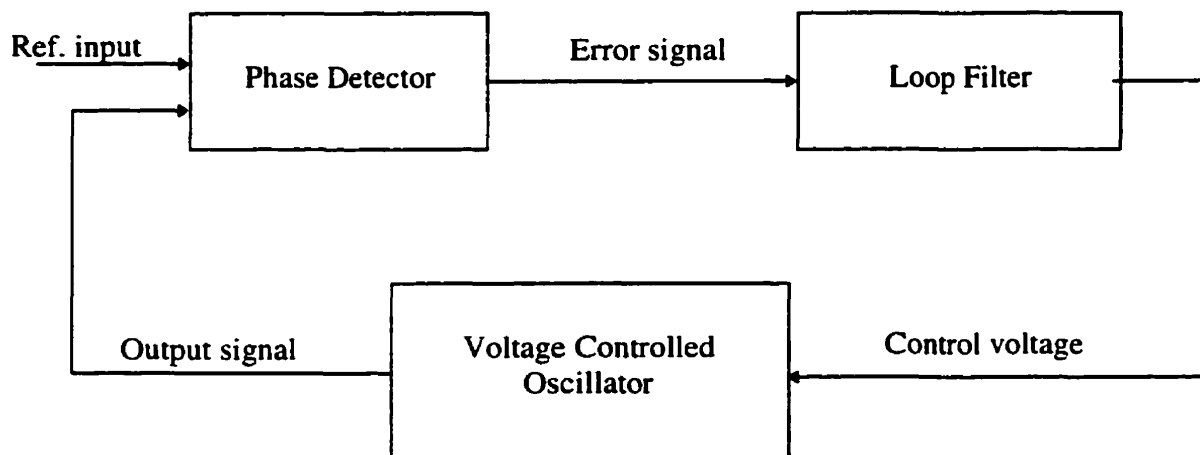 Ref. input
Phase Detector
Error signal
Loop Filter
Output signal
Voltage Controlled
Oscillator
Control voltage